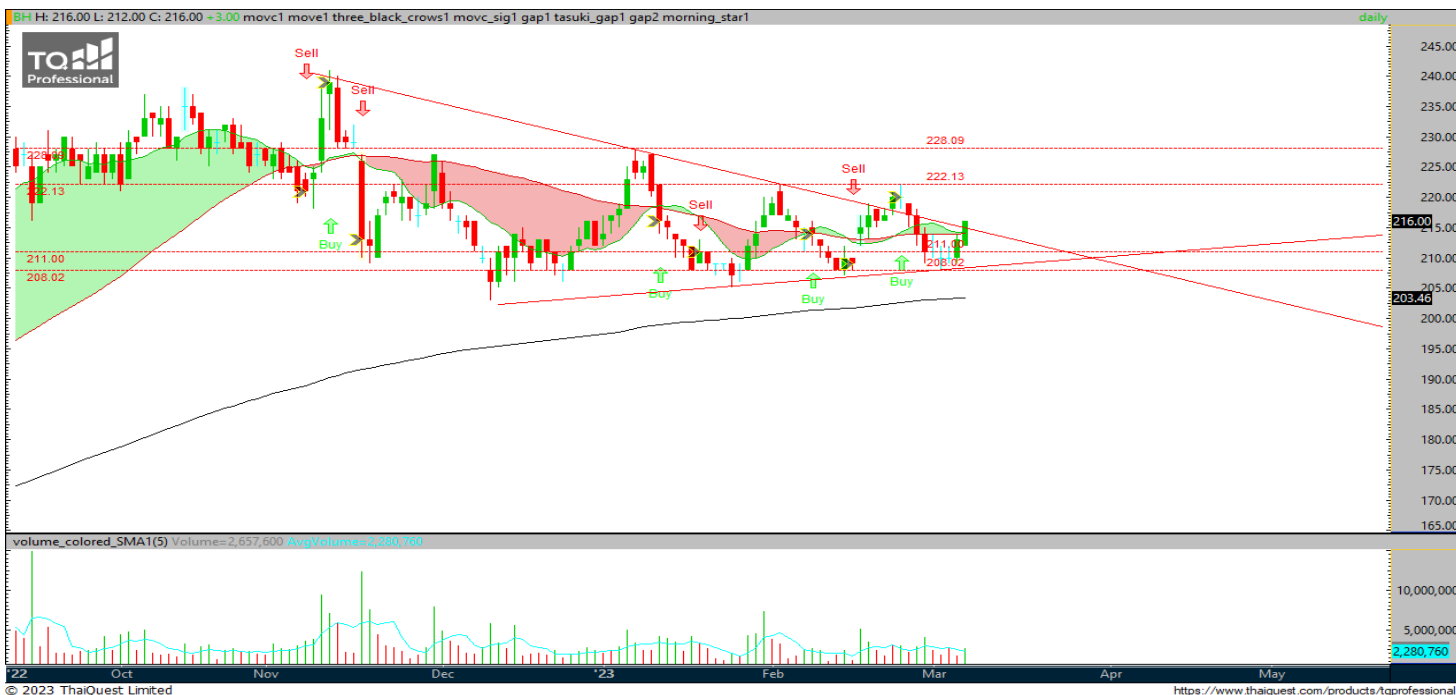 BH H: 216.00 L: 212.00 C: 216.00 +3.00 movc1 move1 three_black_crows1 movc_sig1 gap1 tasuki_gap1 gap2 morning_star1 daily
TQ
Professional
Sell
Sell
Sell
Sell
Buy
Buy
Buy
Buy
228.09
222.13
211.00
208.02
228.09
222.13
211.00
208.02
245.00
240.00
235.00
230.00
225.00
220.00
216.00
215.00
210.00
205.00
203.46
200.00
195.00
190.00
185.00
180.00
175.00
170.00
165.00
volume_colored_SMA1(5) Volume=2,657,600 AvgVolume=2,280,760
10,000,000
5,000,000
2,280,760
'22 Oct Nov Dec '23 Feb Mar Apr May
© 2023 ThaiQuest Limited https://www.thaiquest.com/products/tqprofessional